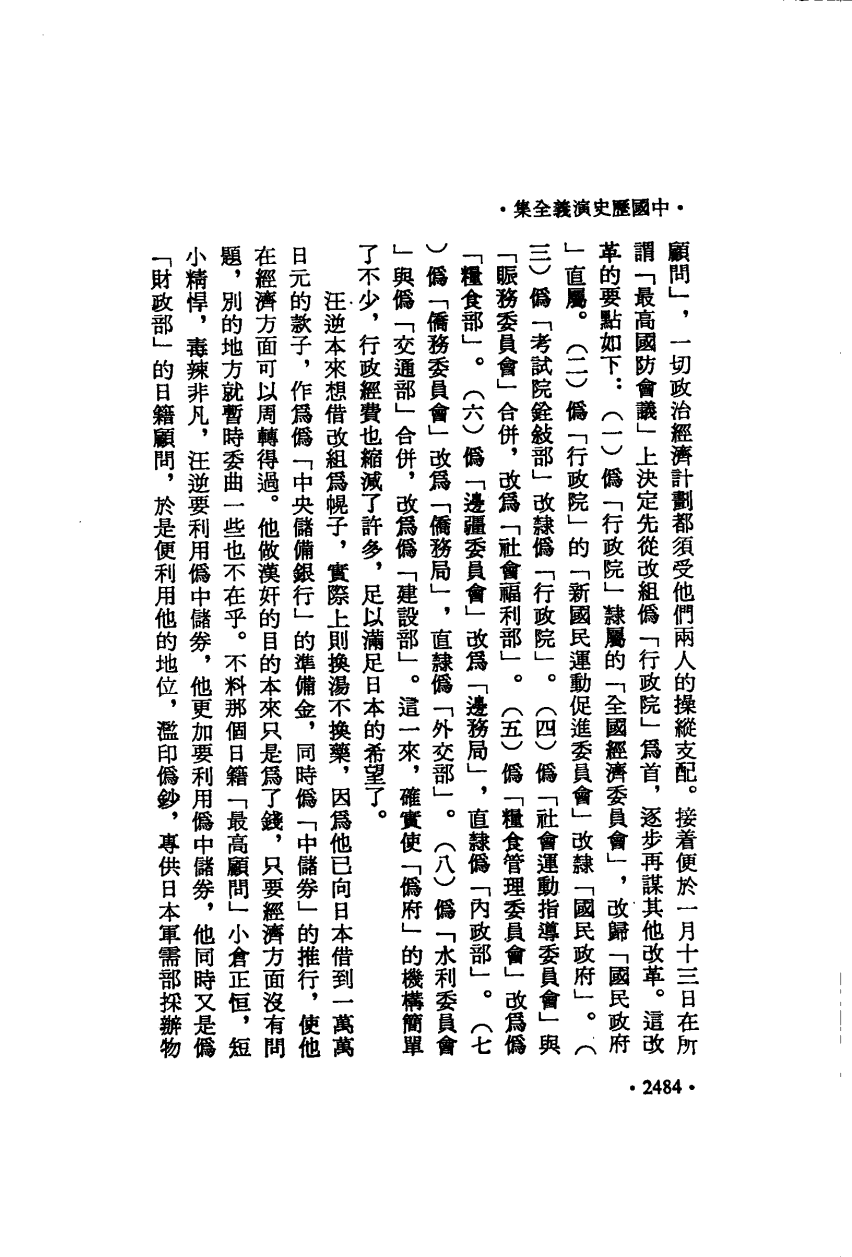 •中國歷史演義全集•
顧問」，一切政治經濟計劃都須受他們兩人的操縱支配。接着便於一月十三日在所
謂「最高國防會議」上決定先從改組僞「行政院」爲首，逐步再謀其他改革。這改
革的要點如下：（一）僞「行政院」隸屬的「全國經濟委員會」，改歸「國民政府
」直屬。（二）僞「行政院」的「新國民運動促進委員會」改隸「國民政府」。（
三）僞「考試院銓敍部」改隸僞「行政院」。（四）僞「社會運動指導委員會」與
「賑務委員會」合併，改爲「社會福利部」。（五）僞「糧食管理委員會」改爲僞
「糧食部」。（六）僞「邊疆委員會」改爲「邊務局」，直隸僞「內政部」。（七
）僞「僑務委員會」改爲「僑務局」，直隸僞「外交部」。（八）僞「水利委員會
」與僞「交通部」合併，改爲僞「建設部」。這一來，確實使「僞府」的機構簡單
了不少，行政經費也縮減了許多，足以滿足日本的希望了。
汪逆本來想借改組爲幌子，實際上則換湯不換藥，因爲他已向日本借到一萬萬
日元的款子，作爲僞「中央儲備銀行」的準備金，同時僞「中儲券」的推行，使他
在經濟方面可以周轉得過。他做漢奸的目的本來只是爲了錢，只要經濟方面沒有問
題，別的地方就暫時委曲一些也不在乎。不料那個日籍「最高顧問」小倉正恒，短
小精悍，毒辣非凡，汪逆要利用僞中儲券，他更加要利用僞中儲券，他同時又是僞
「財政部」的日籍顧問，於是便利用他的地位，濫印僞鈔，專供日本軍需部採辦物
•2484•